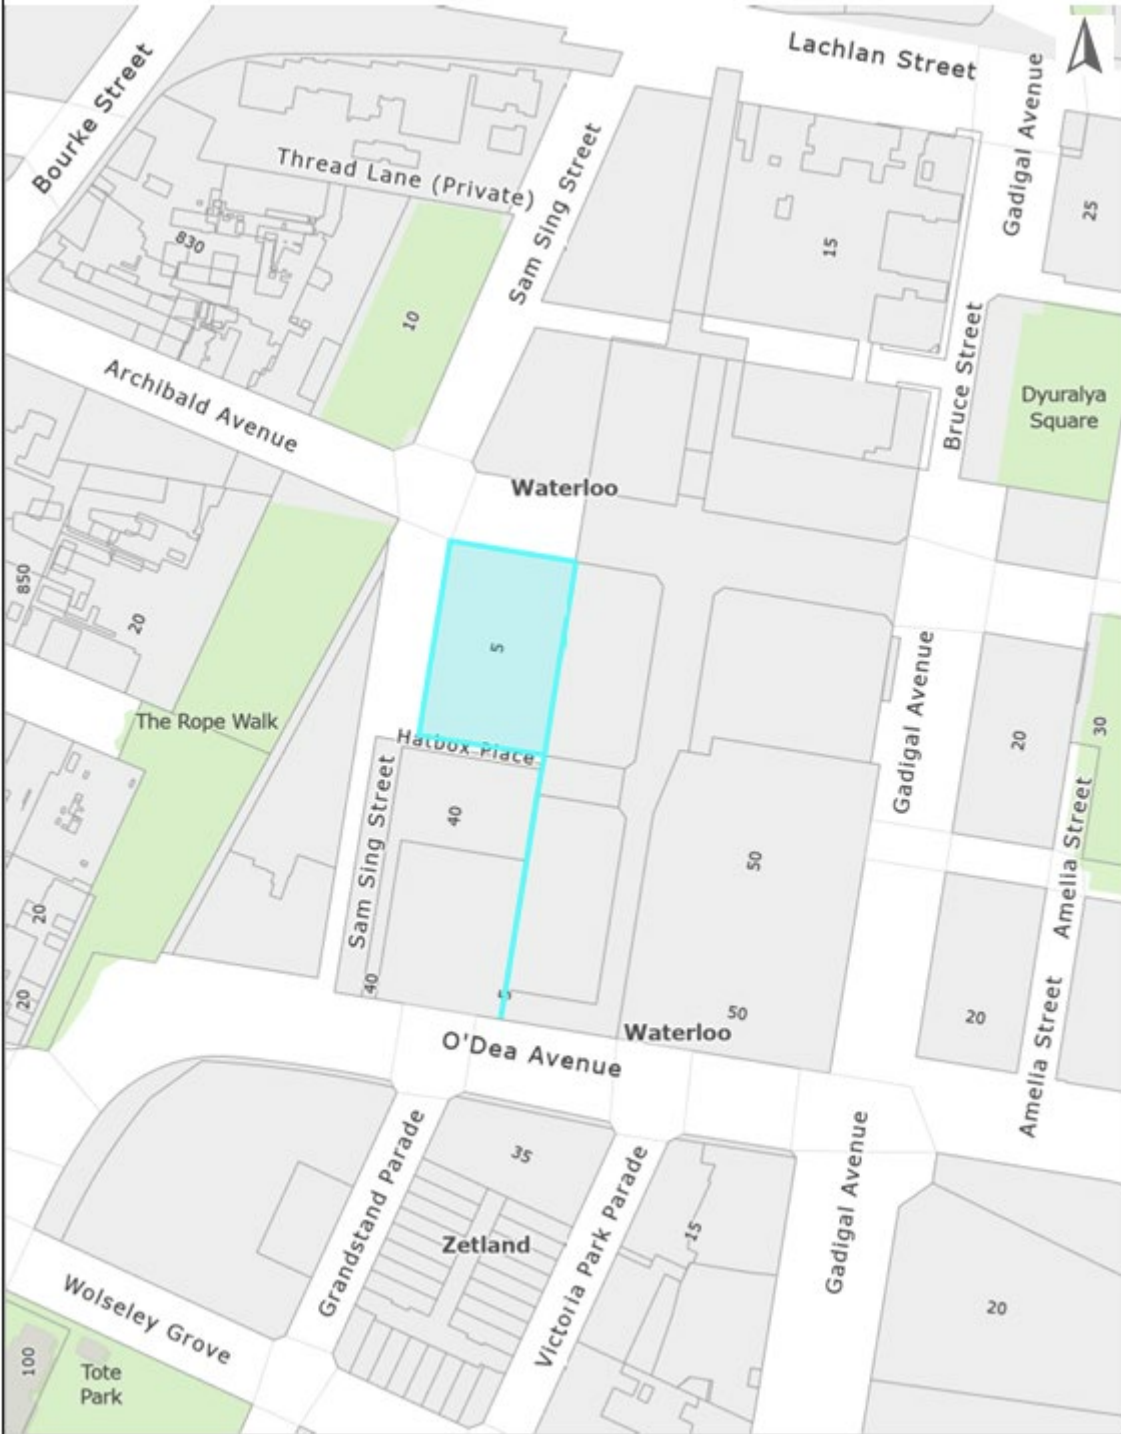 Lachlan Street
Gadigal Avenue
Bourke Street
Thread Lane (Private)
Sam Sing Street
830
15
25
10
Bruce Street
Archibald Avenue
Dyuralya
Square
Waterloo
850
20
5
The Rope Walk
Hatbox Place
Gadigal Avenue
20
30
Sam Sing Street
40
50
Amelia Street
20
20
40
5
50
20
Waterloo
O'Dea Avenue
Amelia Street
Grandstand Parade
35
Victoria Park Parade
15
Gadigal Avenue
Zetland
Wolseley Grove
20
100
Tote
Park